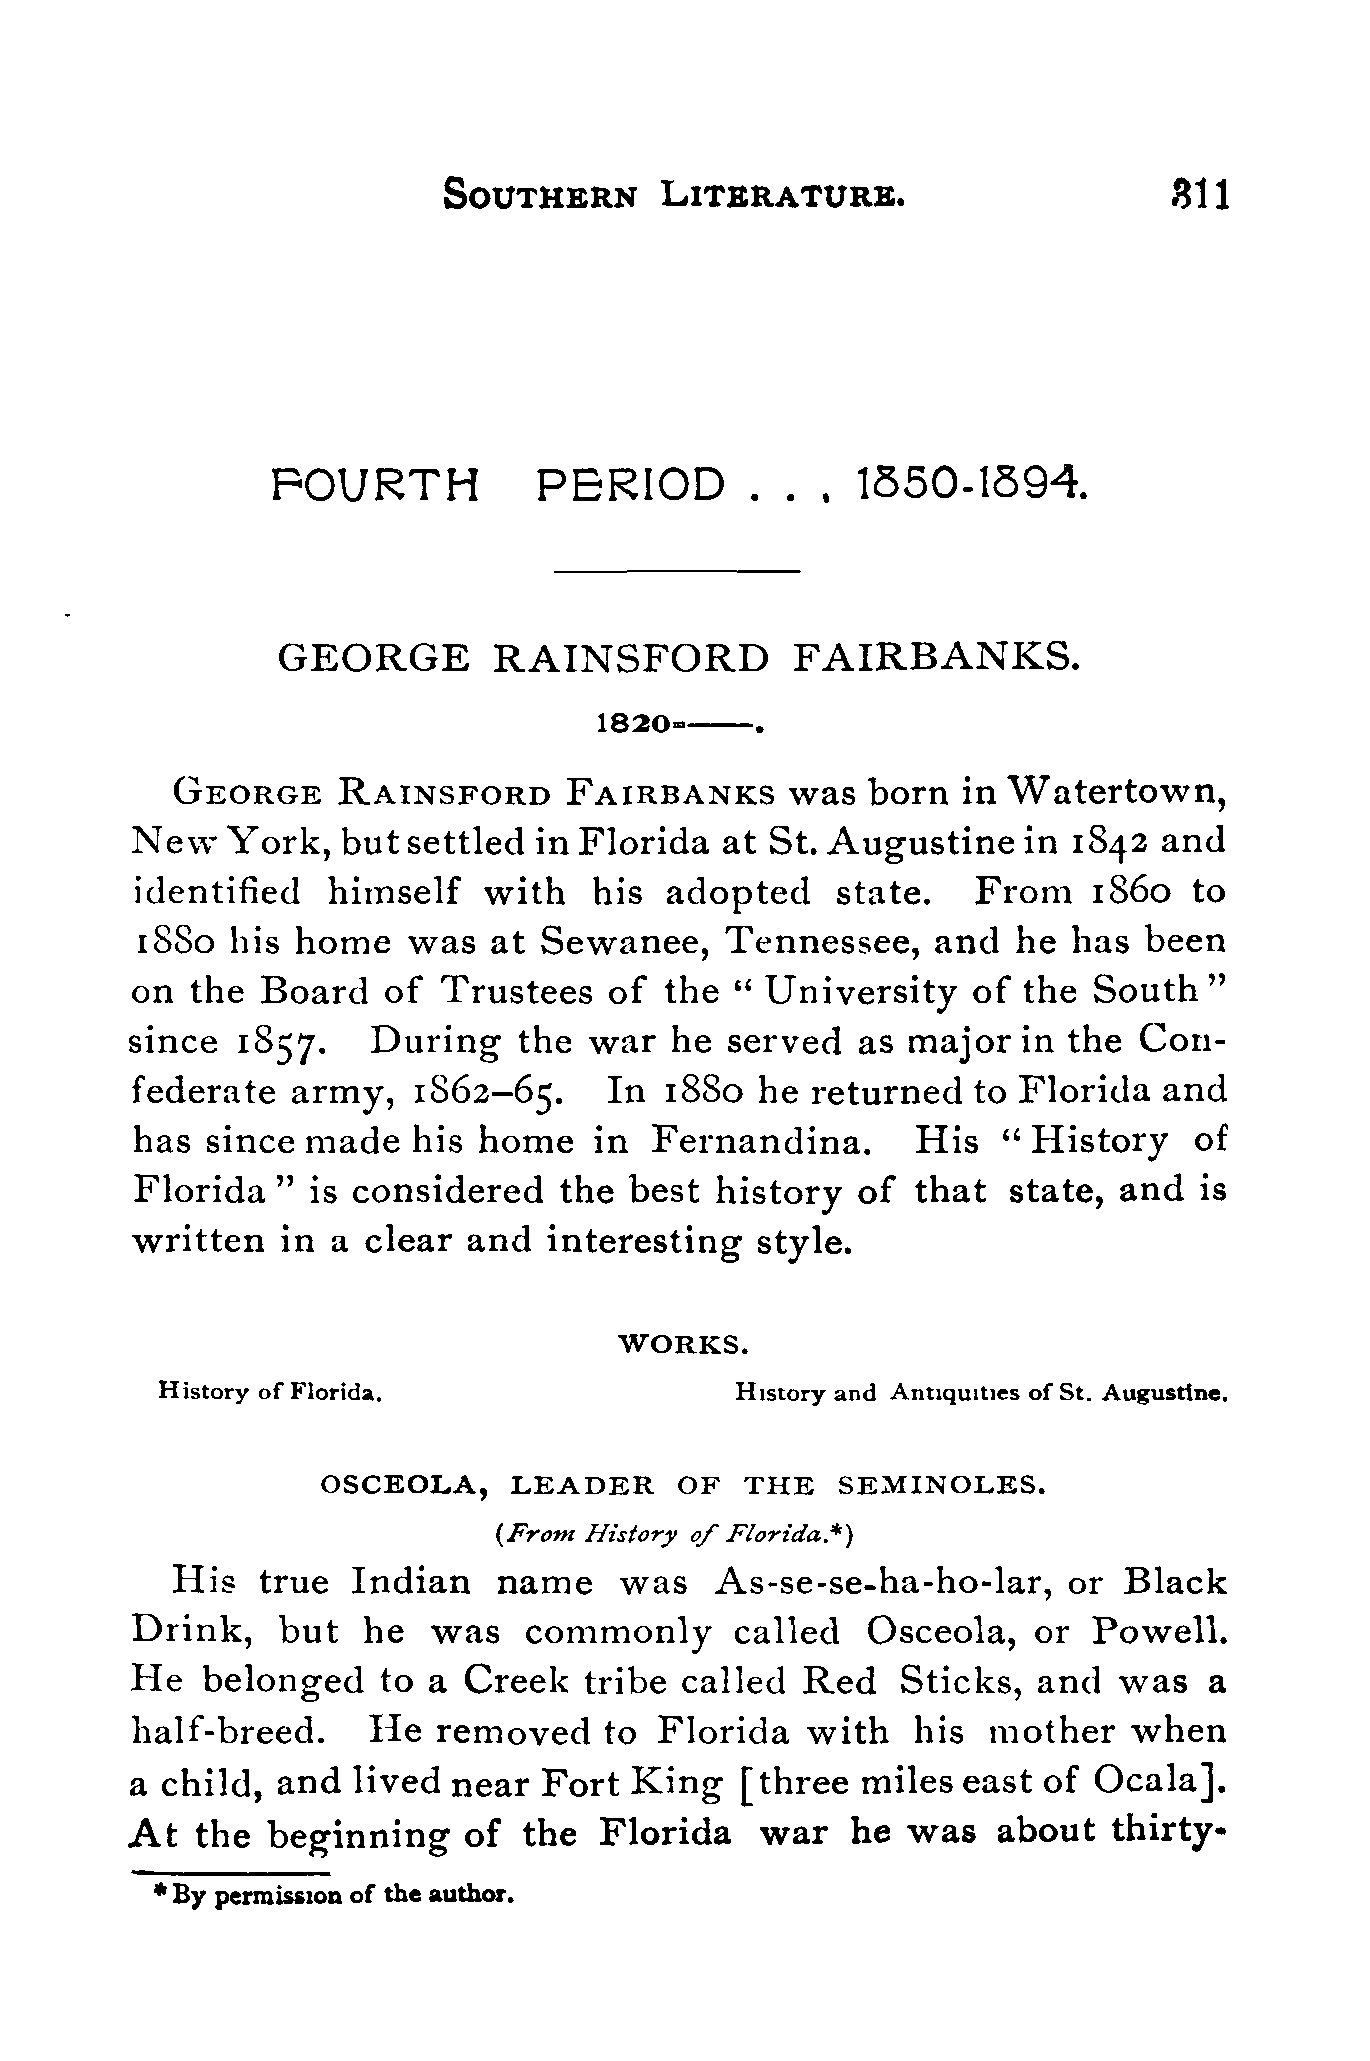 SOUTHERN LITERATURE. 311
FOURTH PERIOD . . . 1850-1894.
GEORGE RAINSFORD FAIRBANKS.
1820=——.
GEORGE RAINSFORD FAIRBANKS was born in Watertown,
New York, but settled in Florida at St. Augustine in 1842 and
identified himself with his adopted state. From 1860 to
1880 his home was at Sewanee, Tennessee, and he has been
on the Board of Trustees of the “ University of the South ”
since 1857. During the war he served as major in the Con-
federate army, 1862–65. In 1880 he returned to Florida and
has since made his home in Fernandina. His “ History of
Florida ” is considered the best history of that state, and is
written in a clear and interesting style.
WORKS.
History of Florida. History and Antiquities of St. Augustine.
OSCEOLA, LEADER OF THE SEMINOLES.
(From History of Florida.*)
His true Indian name was As-se-se-ha-ho-lar, or Black
Drink, but he was commonly called Osceola, or Powell.
He belonged to a Creek tribe called Red Sticks, and was a
half-breed. He removed to Florida with his mother when
a child, and lived near Fort King [three miles east of Ocala].
At the beginning of the Florida war he was about thirty-
* By permission of the author.